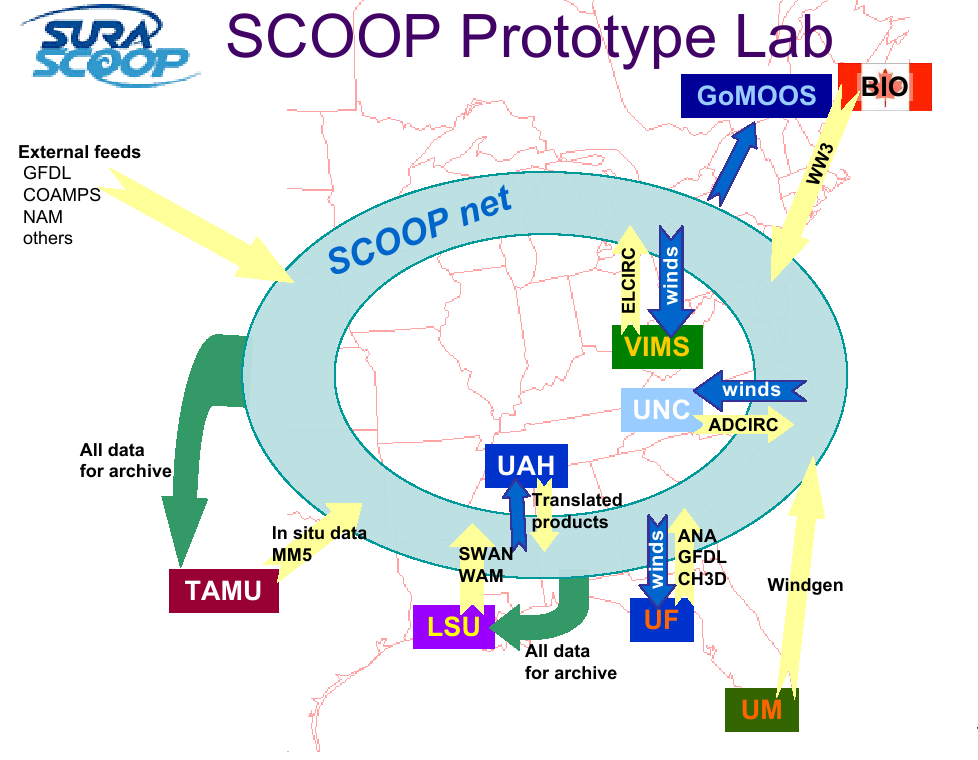 SURA
SCOOP
SCOOP Prototype Lab
GoMOOS
BIO
External feeds
GFDL
COAMPS
NAM
others
WW3
SCOOP net
ELCIRC
winds
VIMS
winds
UNC
ADCIRC
All data
for archive
UAH
Translated
products
In situ data
MM5
SWAN
WAM
winds
ANA
GFDL
CH3D
Windgen
TAMU
LSU
UF
All data
for archive
UM